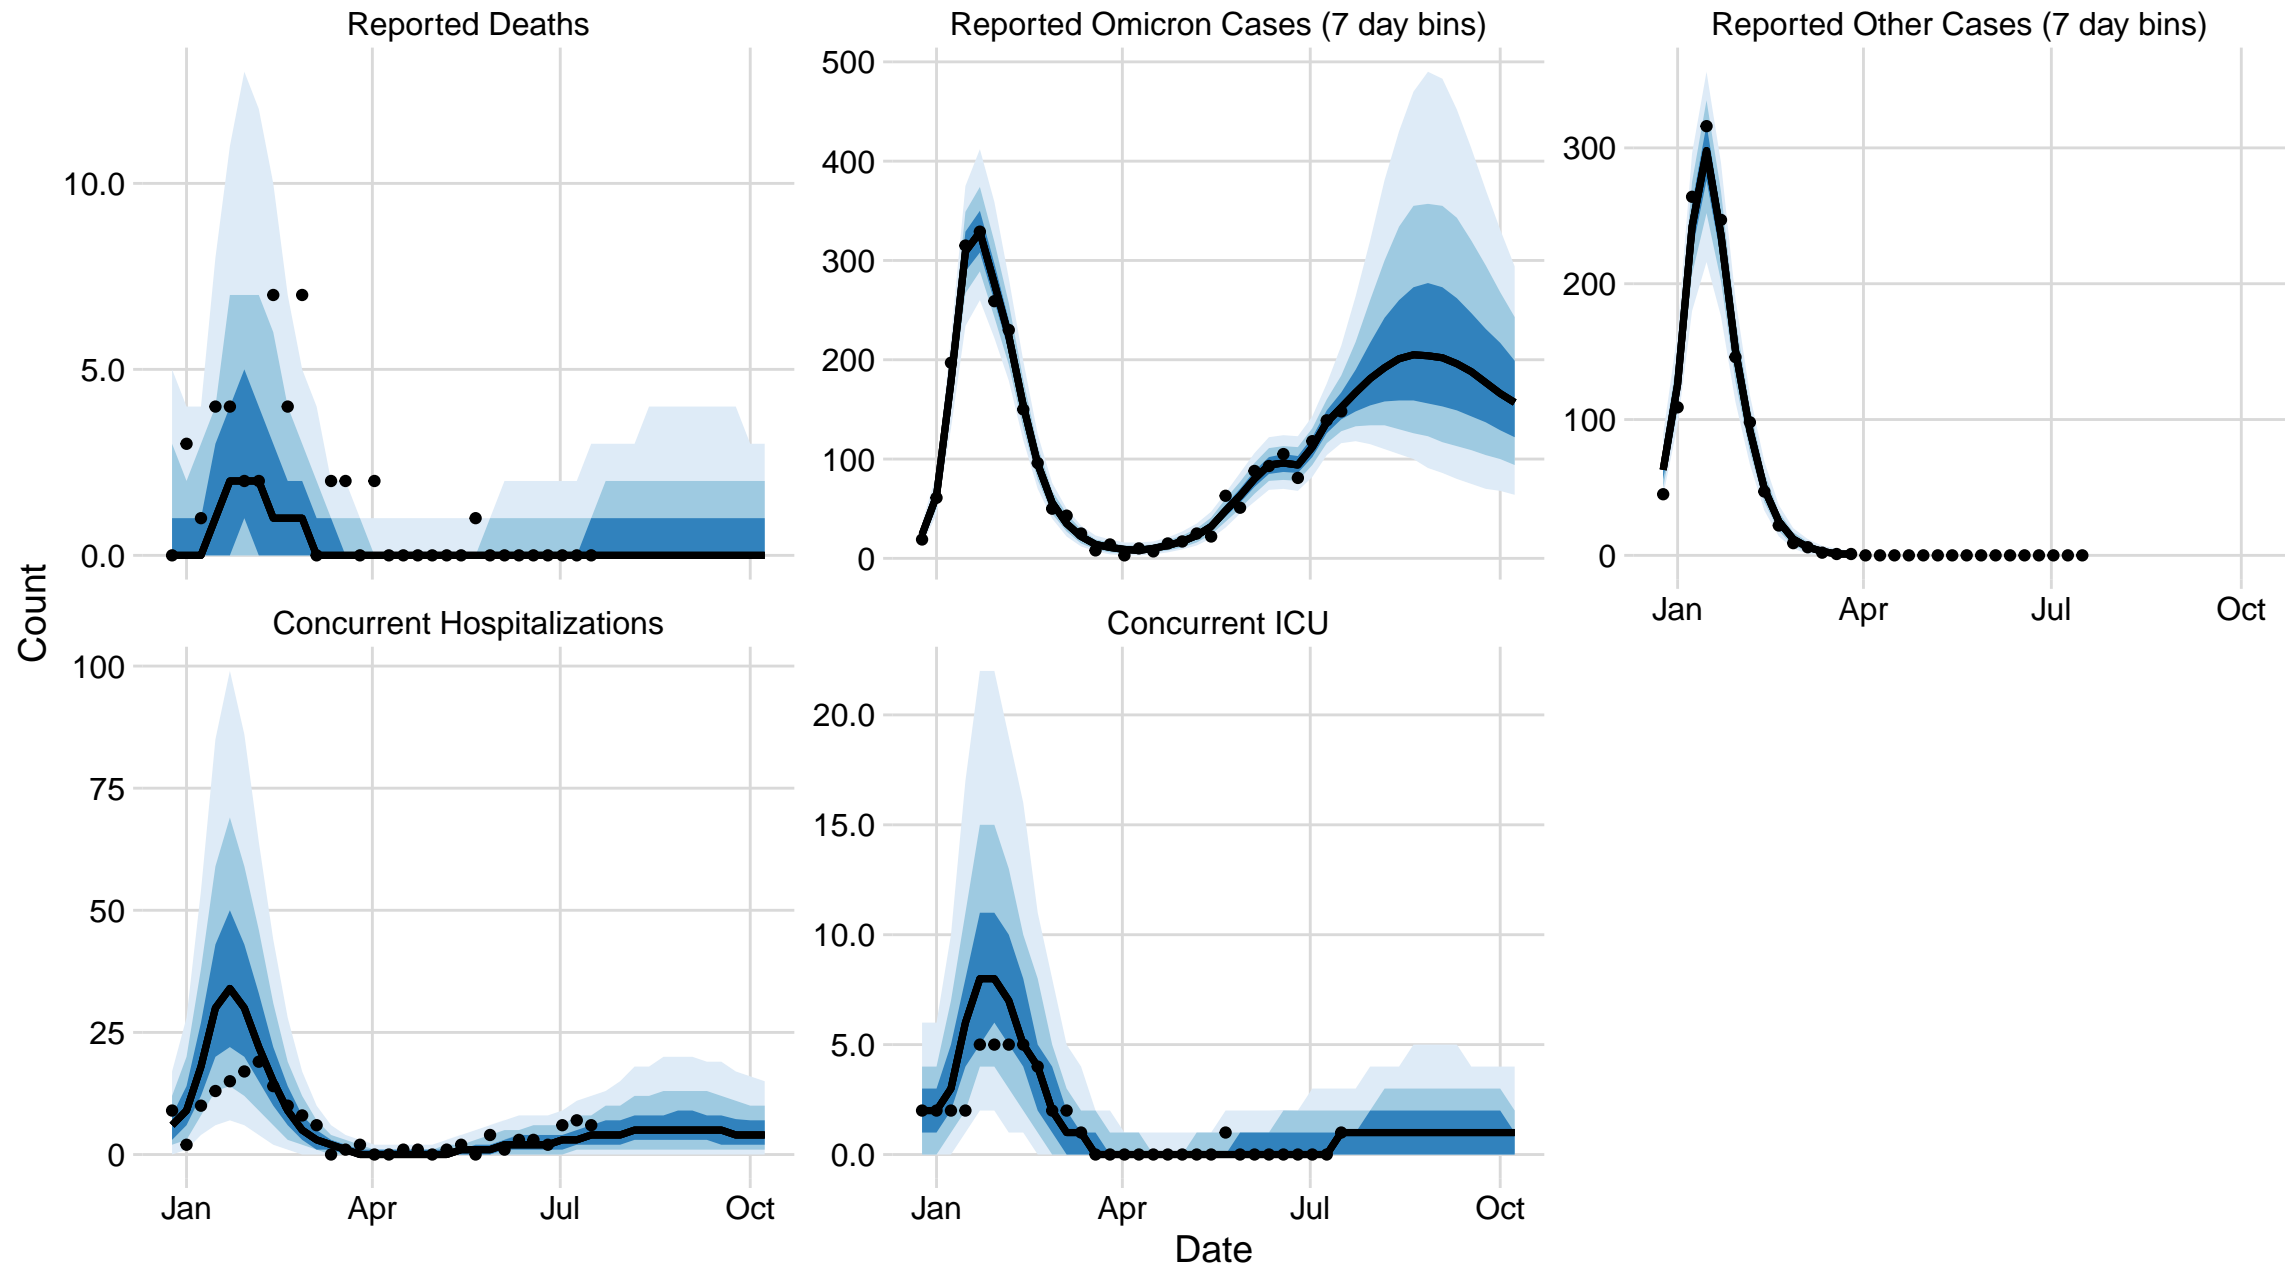 Reported Deaths
Reported Omicron Cases (7 day bins)
Reported Other Cases (7 day bins)
10.0
5.0
0.0
500
400
300
200
100
0
300
200
100
0
Jan Apr Jul Oct
Count
Concurrent Hospitalizations
Concurrent ICU
100
75
50
25
0
20.0
15.0
10.0
5.0
0.0
Jan Apr Jul Oct
Jan Apr Jul Oct
Date